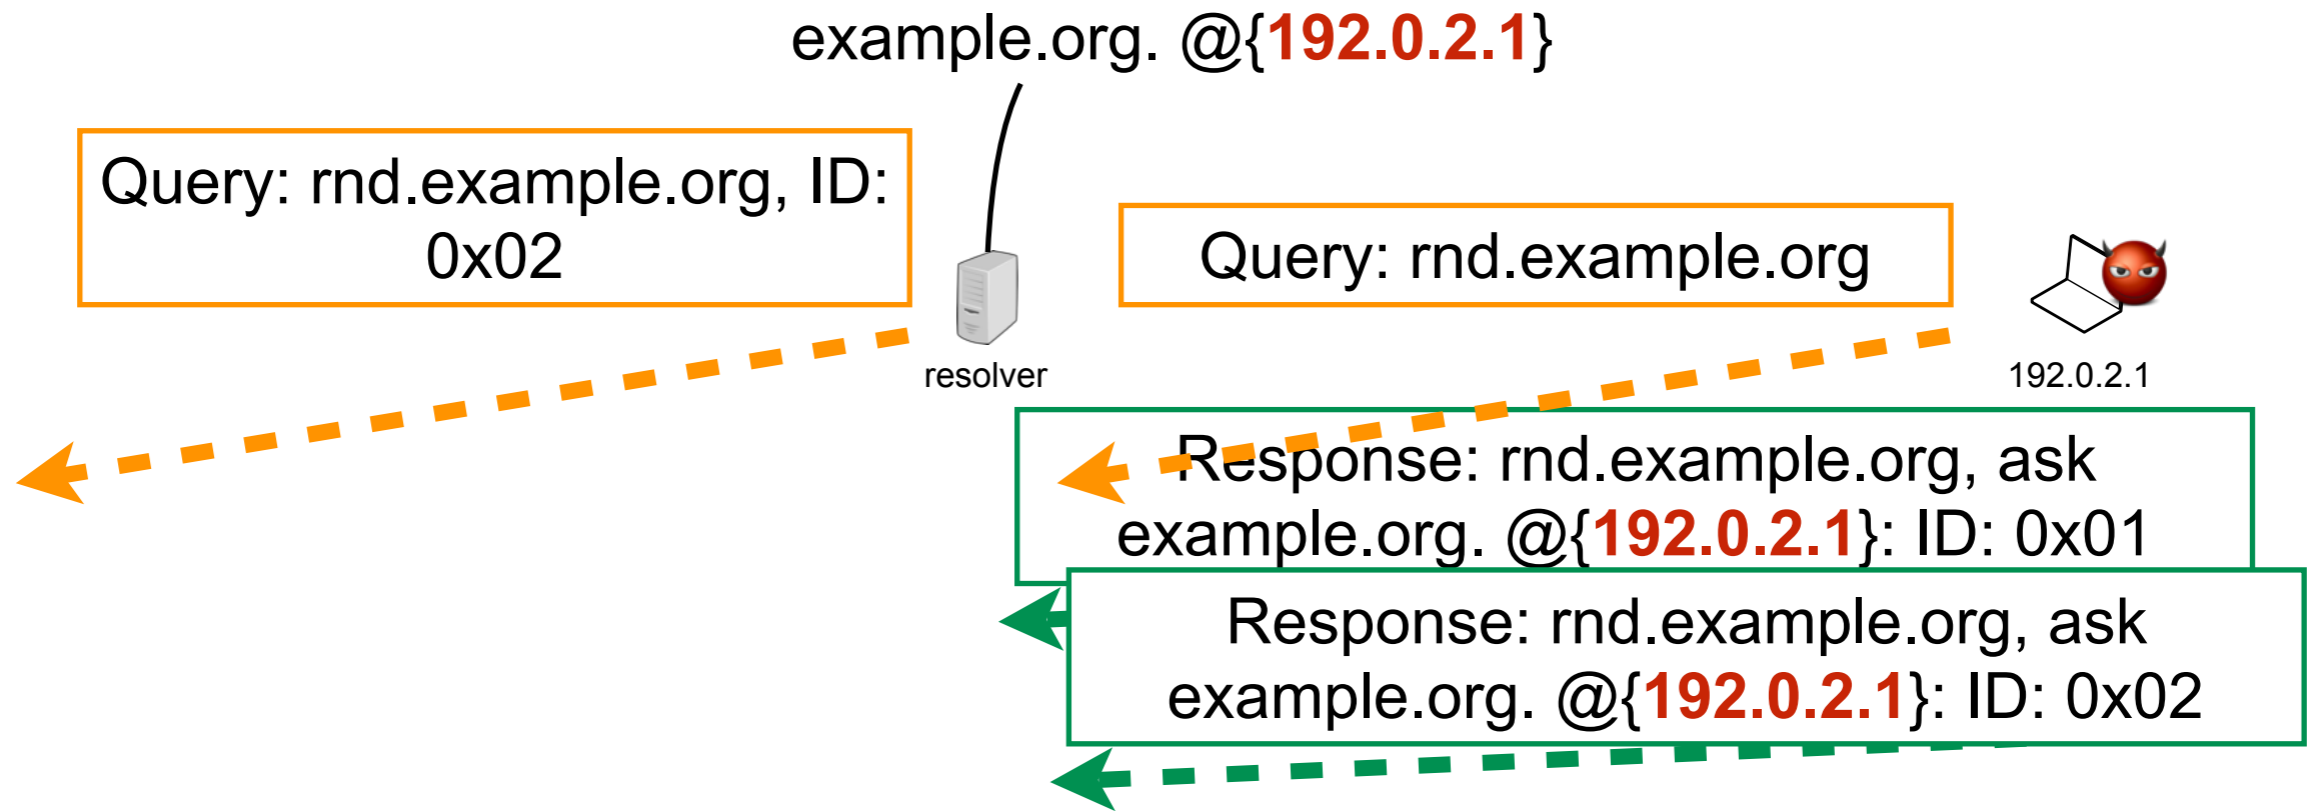 example.org. @{192.0.2.1}
Query: rnd.example.org, ID:
0x02
Query: rnd.example.org
resolver
192.0.2.1
Response: rnd.example.org, ask
example.org. @{192.0.2.1}: ID: 0x01
Response: rnd.example.org, ask
example.org. @{192.0.2.1}: ID: 0x02